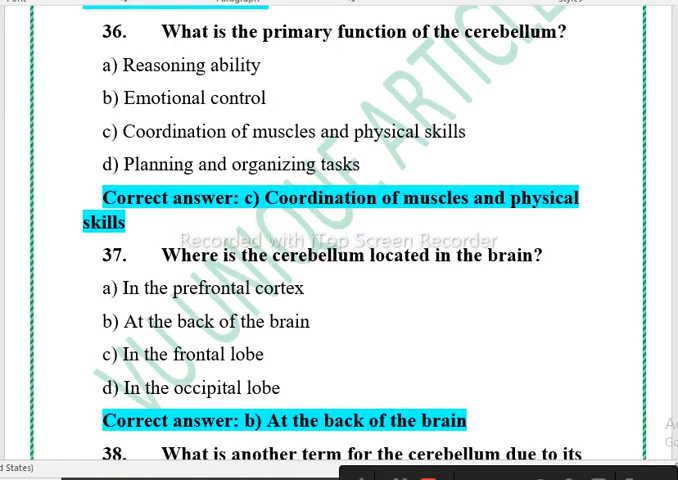 36. What is the primary function of the cerebellum?
a) Reasoning ability
b) Emotional control
c) Coordination of muscles and physical skills
d) Planning and organizing tasks
Correct answer: c) Coordination of muscles and physical
skills
Recorded with iTop Screen Recorder
37. Where is the cerebellum located in the brain?
a) In the prefrontal cortex
b) At the back of the brain
c) In the frontal lobe
d) In the occipital lobe
Correct answer: b) At the back of the brain
38. What is another term for the cerebellum due to its
d States)
VU UNIQUE ARTICLE